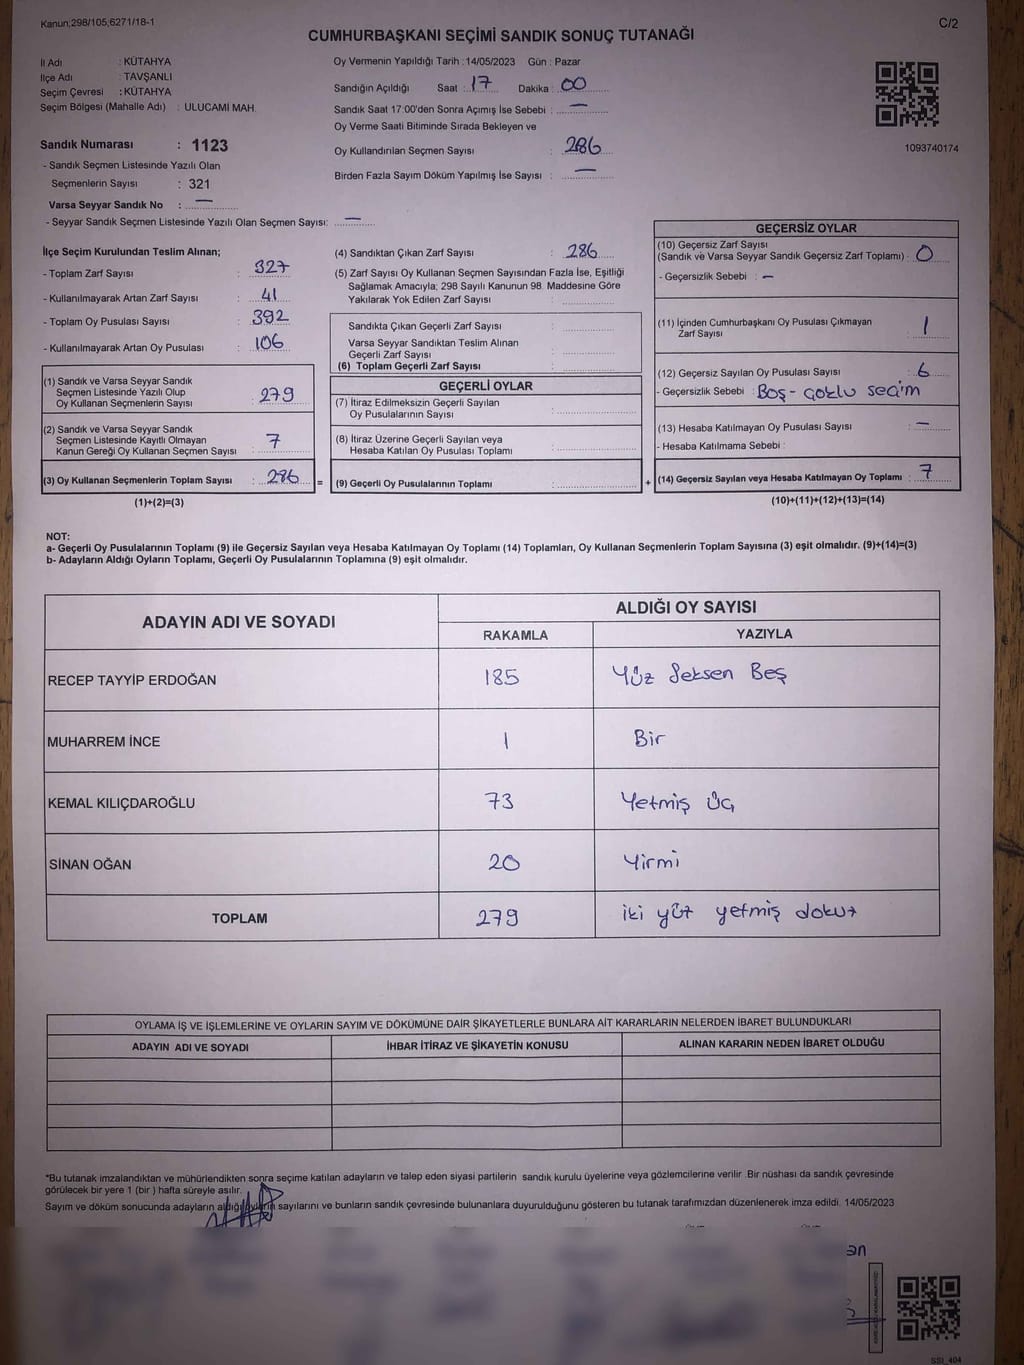 Kanun;298/105;6271/18-1
C/2
CUMHURBAŞKANI SEÇİMİ SANDIK SONUÇ TUTANAĞI
İl Adı : KÜTAHYA
İlçe Adı : TAVŞANLI
Seçim Çevresi : KÜTAHYA
Seçim Bölgesi (Mahalle Adı) : ULUCAMİ MAH.
Sandık Numarası : 1123
- Sandık Seçmen Listesinde Yazılı Olan
Seçmenlerin Sayısı : 321
Varsa Seyyar Sandık No : —
- Seyyar Sandık Seçmen Listesinde Yazılı Olan Seçmen Sayısı: —
Oy Vermenin Yapıldığı Tarih :14/05/2023 Gün : Pazar
Sandığın Açıldığı Saat : 17 Dakika : 00
Sandık Saat 17:00'den Sonra Açımış İse Sebebi : —
Oy Verme Saati Bitiminde Sırada Bekleyen ve
Oy Kullandırılan Seçmen Sayısı : 286
Birden Fazla Sayım Döküm Yapılmış İse Sayısı : —
1093740174
İlçe Seçim Kurulundan Teslim Alınan;
- Toplam Zarf Sayısı : 327
- Kullanılmayarak Artan Zarf Sayısı : 41
- Toplam Oy Pusulası Sayısı : 392
- Kullanılmayarak Artan Oy Pusulası : 106
(1) Sandık ve Varsa Seyyar Sandık
Seçmen Listesinde Yazılı Olup
Oy Kullanan Seçmenlerin Sayısı : 279
(2) Sandık ve Varsa Seyyar Sandık
Seçmen Listesinde Kayıtlı Olmayan
Kanun Gereği Oy Kullanan Seçmen Sayısı : 7
(3) Oy Kullanan Seçmenlerin Toplam Sayısı : 286
(1)+(2)=(3)
(4) Sandıktan Çıkan Zarf Sayısı : 286
(5) Zarf Sayısı Oy Kullanan Seçmen Sayısından Fazla İse, Eşitliği
Sağlamak Amacıyla; 298 Sayılı Kanunun 98. Maddesine Göre
Yakılarak Yok Edilen Zarf Sayısı :
Sandıkta Çıkan Geçerli Zarf Sayısı :
Varsa Seyyar Sandıktan Teslim Alınan
Geçerli Zarf Sayısı :
(6) Toplam Geçerli Zarf Sayısı :
GEÇERLİ OYLAR
(7) İtiraz Edilmeksizin Geçerli Sayılan
Oy Pusulalarının Sayısı :
(8) İtiraz Üzerine Geçerli Sayılan veya
Hesaba Katılan Oy Pusulası Toplamı :
= (9) Geçerli Oy Pusulalarının Toplamı :
GEÇERSİZ OYLAR
(10) Geçersiz Zarf Sayısı
(Sandık ve Varsa Seyyar Sandık Geçersiz Zarf Toplamı) : 0
- Geçersizlik Sebebi : —
(11) İçinden Cumhurbaşkanı Oy Pusulası Çıkmayan
Zarf Sayısı : 1
(12) Geçersiz Sayılan Oy Pusulası Sayısı : 6
- Geçersizlik Sebebi : Boş - Çoklu seçim
(13) Hesaba Katılmayan Oy Pusulası Sayısı : —
- Hesaba Katılmama Sebebi :
+ (14) Geçersiz Sayılan veya Hesaba Katılmayan Oy Toplamı : 7
(10)+(11)+(12)+(13)=(14)
NOT:
a- Geçerli Oy Pusulalarının Toplamı (9) ile Geçersiz Sayılan veya Hesaba Katılmayan Oy Toplamı (14) Toplamları, Oy Kullanan Seçmenlerin Toplam Sayısına (3) eşit olmalıdır. (9)+(14)=(3)
b- Adayların Aldığı Oyların Toplamı, Geçerli Oy Pusulalarının Toplamına (9) eşit olmalıdır.
ADAYIN ADI VE SOYADI
ALDIĞI OY SAYISI
RAKAMLA YAZIYLA
RECEP TAYYİP ERDOĞAN 185 Yüz Seksen Beş
MUHARREM İNCE 1 Bir
KEMAL KILIÇDAROĞLU 73 Yetmiş Üç
SİNAN OĞAN 20 Yirmi
TOPLAM 279 iki yüz yetmiş dokuz
OYLAMA İŞ VE İŞLEMLERİNE VE OYLARIN SAYIM VE DÖKÜMÜNE DAİR ŞİKAYETLERLE BUNLARA AİT KARARLARIN NELERDEN İBARET BULUNDUKLARI
ADAYIN ADI VE SOYADI İHBAR İTİRAZ VE ŞİKAYETİN KONUSU ALINAN KARARIN NEDEN İBARET OLDUĞU
*Bu tutanak imzalandıktan ve mühürlendikten sonra seçime katılan adayların ve talep eden siyasi partilerin sandık kurulu üyelerine veya gözlemcilerine verilir. Bir nüshası da sandık çevresinde
görülecek bir yere 1 (bir ) hafta süreyle asılır.
Sayım ve döküm sonucunda adayların aldığı oyların sayılarını ve bunların sandık çevresinde bulunanlara duyurulduğunu gösteren bu tutanak tarafımızdan düzenlenerek imza edildi. 14/05/2023
SSI_404